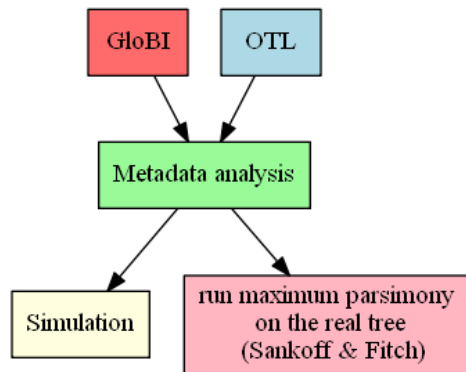 GloBI
OTL
Metadata analysis
Simulation
run maximum parsimony
on the real tree
(Sankoff & Fitch)